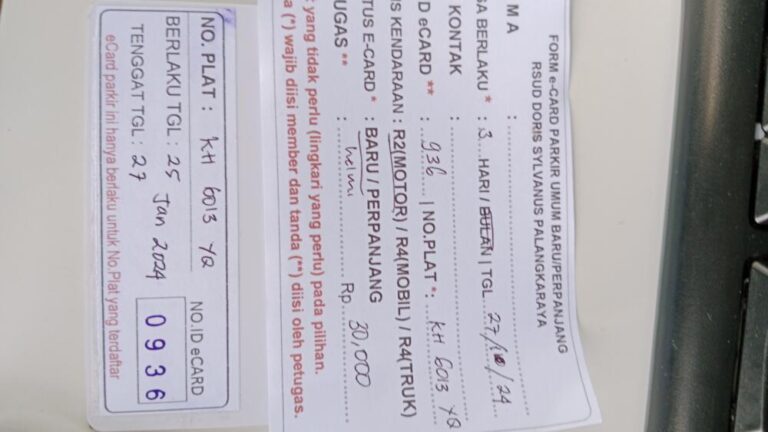 FORM e-CARD PARKIR UMUM BARU/PERPANJANG
RSUD DORIS SYLVANUS PALANGKARAYA
M A :
SA BERLAKU * : 3 HARI / BULAN | TGL. 27/10/24
KONTAK :
D eCARD ** : 936 | NO.PLAT *: KH 6013 YQ
IS KENDARAAN : R2(MOTOR) / R4(MOBIL) / R4(TRUK)
TUS E-CARD * : BARU / PERPANJANG
UGAS ** : helmi Rp 30,000
: yang tidak perlu (lingkari yang perlu) pada pilihan.
a (*) wajib diisi member dan tanda (**) diisi oleh petugas.
NO. PLAT : KH 6013 YQ
BERLAKU TGL : 25 Jan 2024
TENGGAT TGL : 27
NO.ID eCARD
0936
eCard parkir ini hanya berlaku untuk No.Plat yang terdaftar